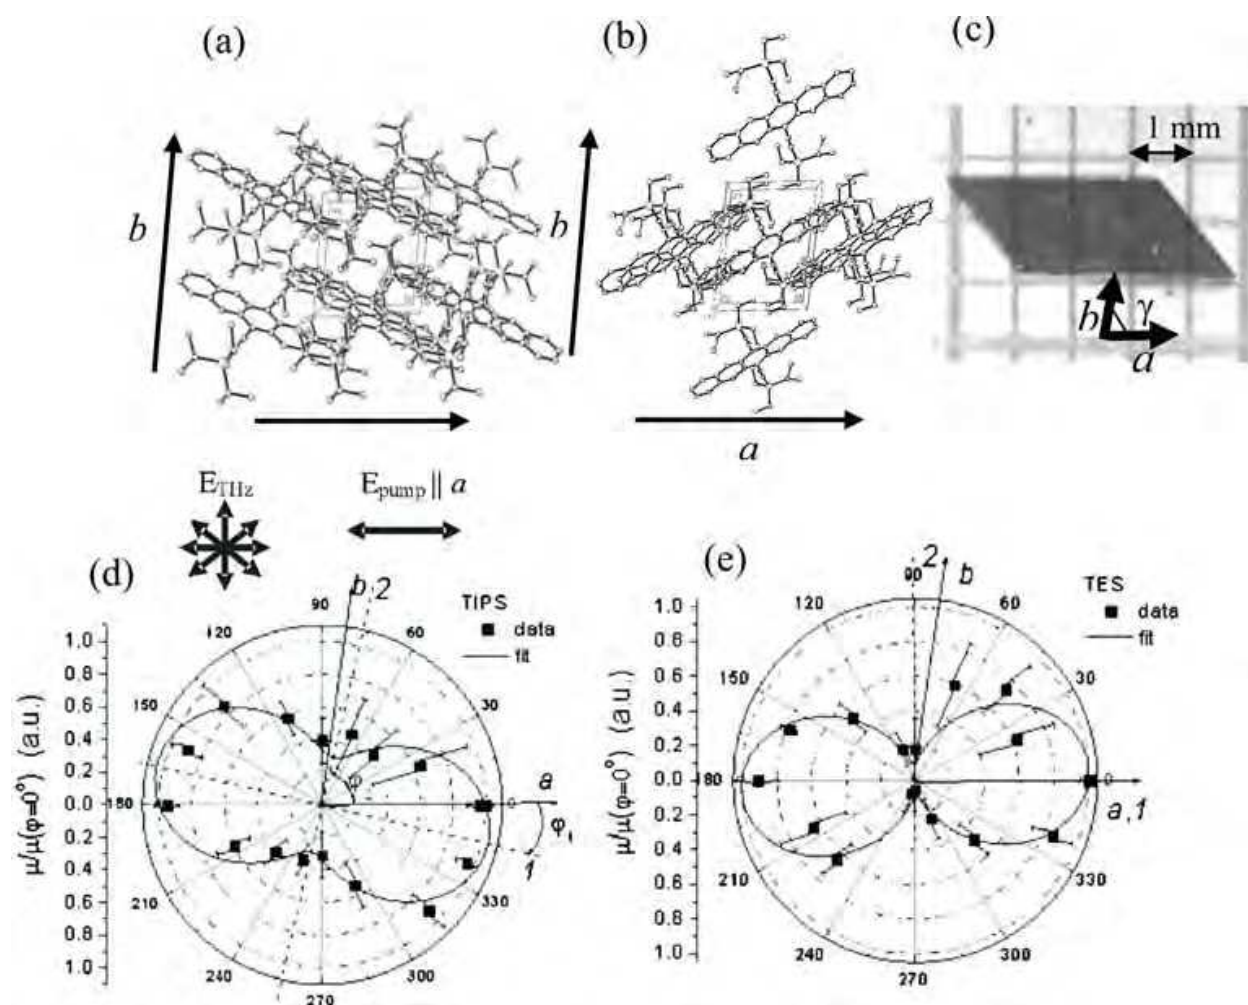 (a)
(b)
(c)
1 mm
b
b
b
γ
a
a
E_THz
E_pump || a
(d)
(e)
TIPS
data
fit
TES
data
fit
b 2
2 b
90
60
30
0
330
300
270
240
210
180
150
120
1.0
0.8
0.6
0.4
0.2
0.0
0.2
0.4
0.6
0.8
1.0
μ/μ(φ=0°) (a.u.)
a
φ
φ₁
1
90
60
30
0
330
300
270
240
210
180
150
120
1.0
0.8
0.6
0.4
0.2
0.0
0.2
0.4
0.6
0.8
1.0
μ/μ(φ=0°) (a.u.)
a,1